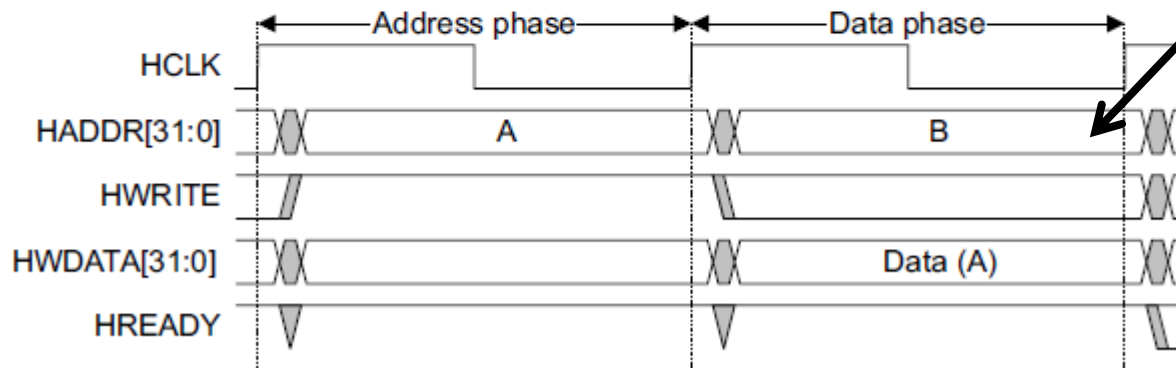 Address phase Data phase
HCLK
HADDR[31:0] A B
HWRITE
HWDATA[31:0] Data (A)
HREADY